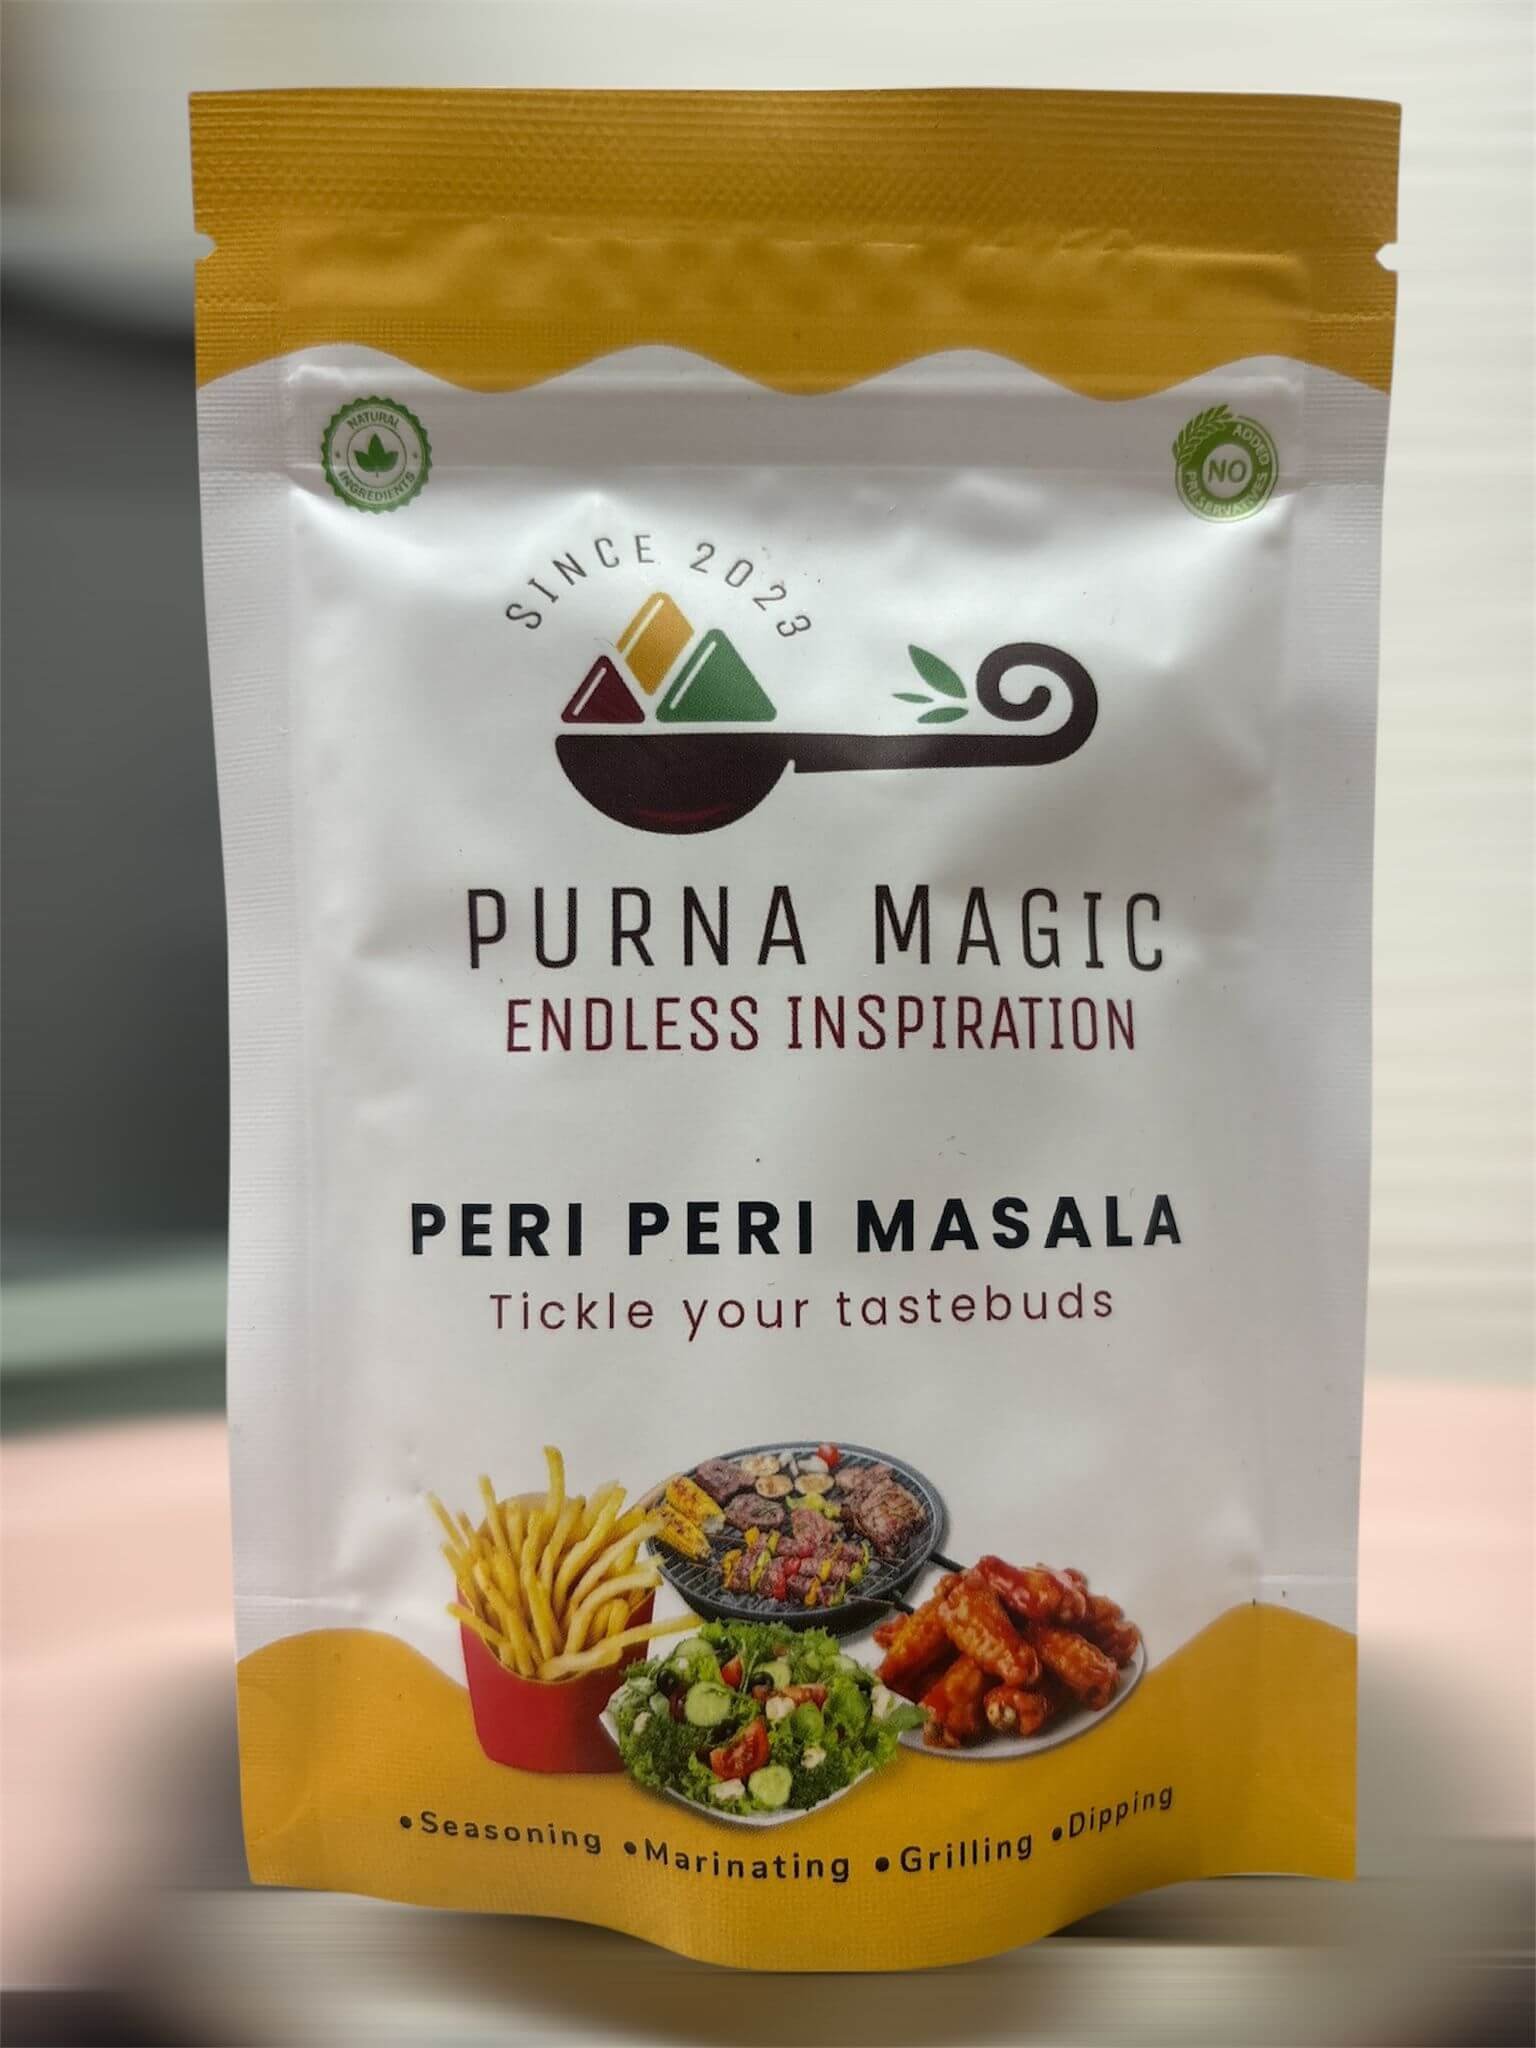 NATURAL
INGREDIENTS
ADDED
NO
PRESERVATIVES
SINCE 2023
PURNA MAGIC
ENDLESS INSPIRATION
PERI PERI MASALA
Tickle your tastebuds
•Seasoning •Marinating •Grilling •Dipping